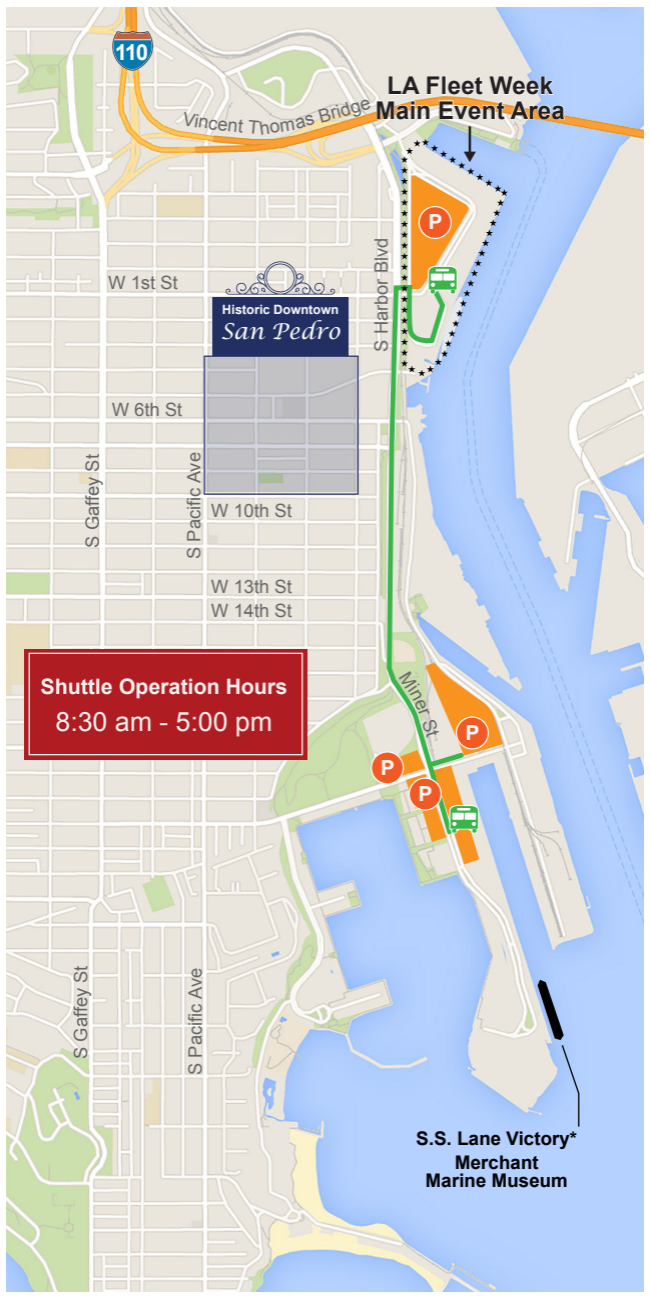 110
LA Fleet Week
Main Event Area
Vincent Thomas Bridge
P
S Harbor Blvd
W 1st St
Historic Downtown
San Pedro
W 6th St
S Gaffey St
S Pacific Ave
W 10th St
W 13th St
W 14th St
Shuttle Operation Hours
8:30 am - 5:00 pm
Miner St
P
P
P
S Gaffey St
S Pacific Ave
S.S. Lane Victory*
Merchant
Marine Museum